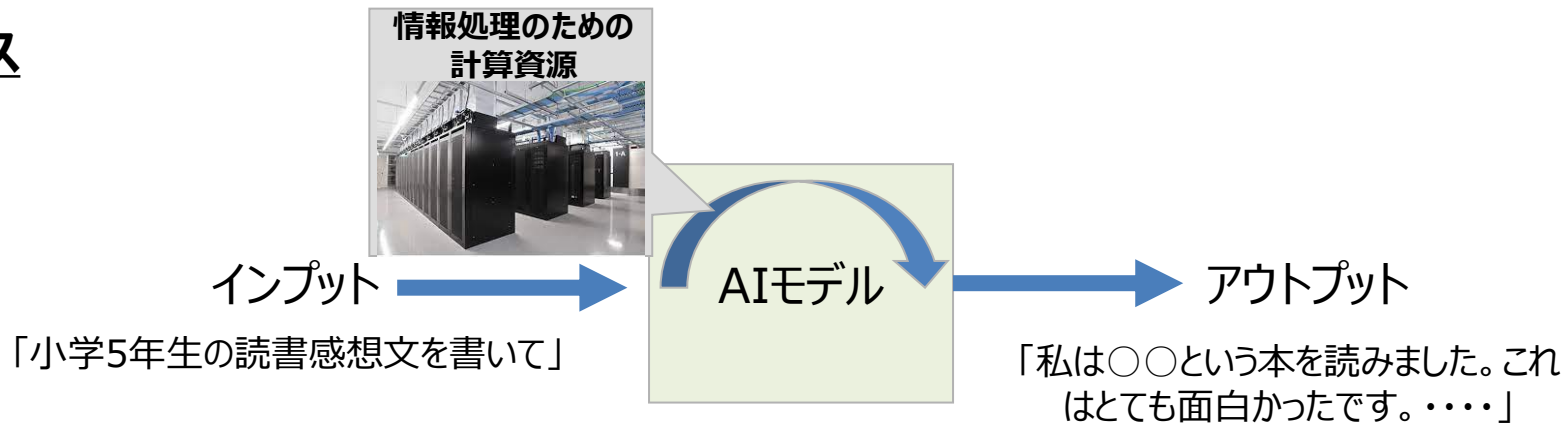 ス
情報処理のための
計算資源
インプット
AIモデル
アウトプット
「小学5年生の読書感想文を書いて」
「私は○○という本を読みました。これ
はとても面白かったです。・・・・」